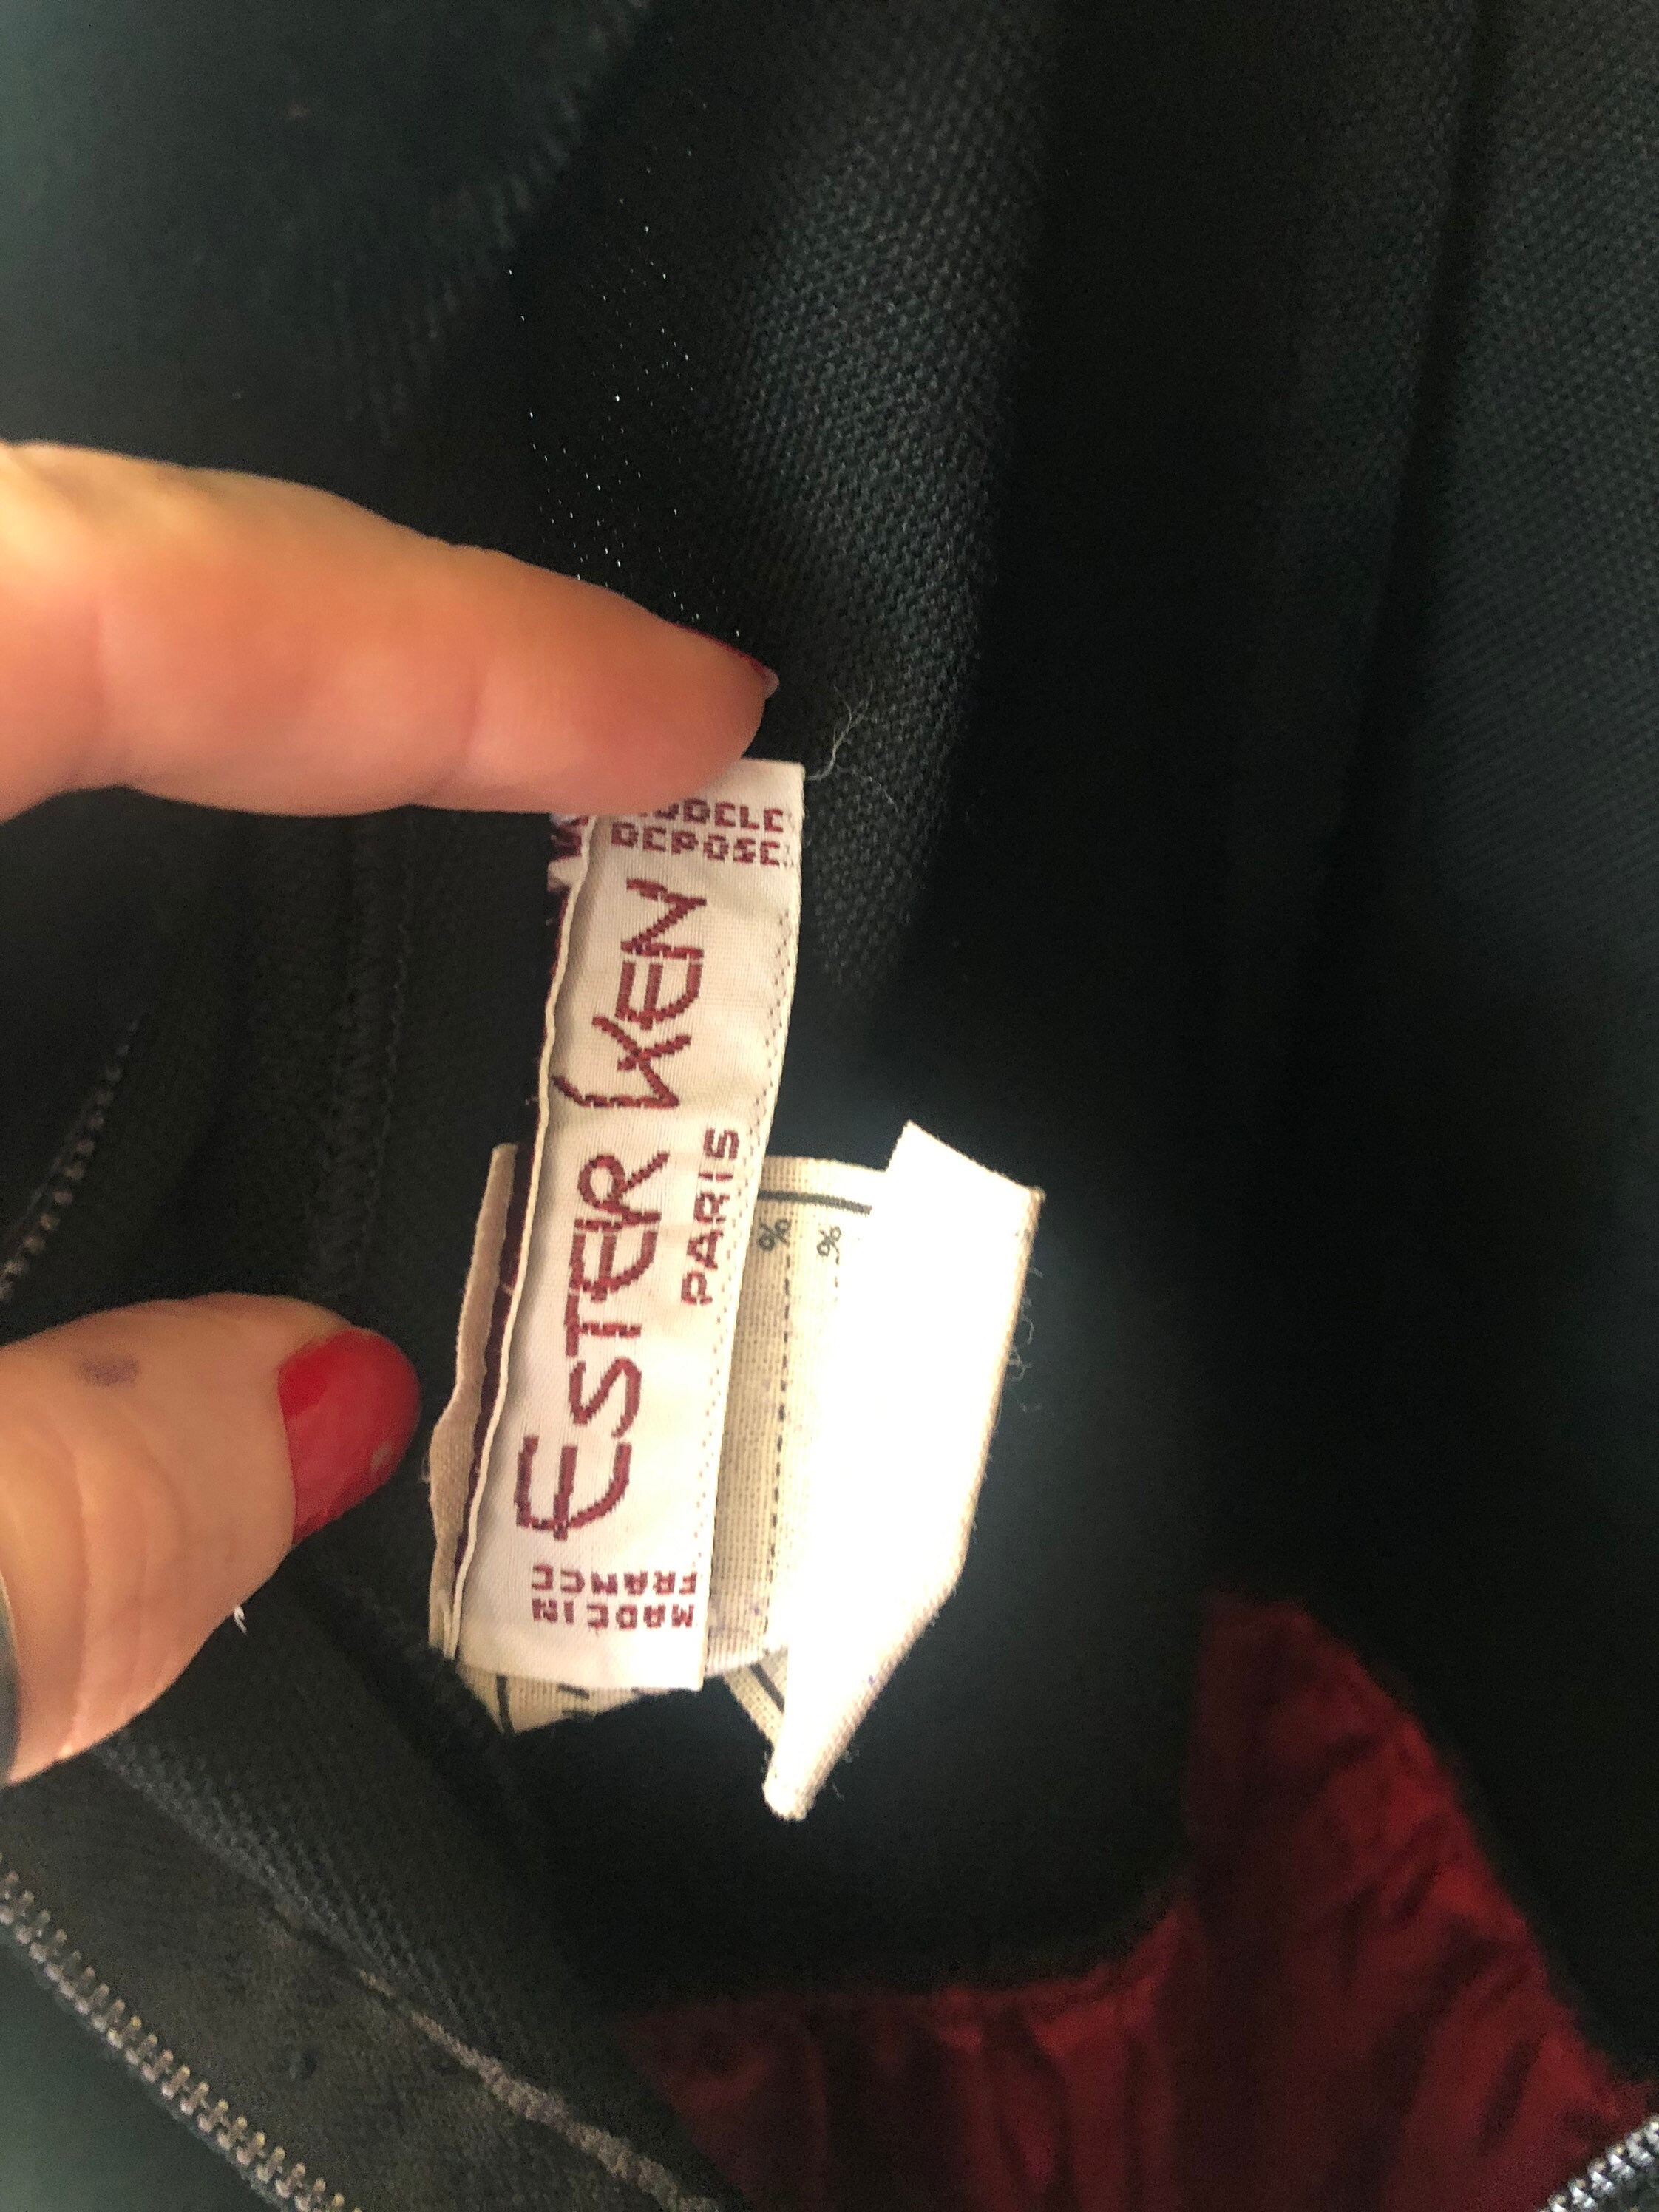 MADE IN
FRANCE
ESTER KEN
PARIS
MODELE
DEPOSE
%
%